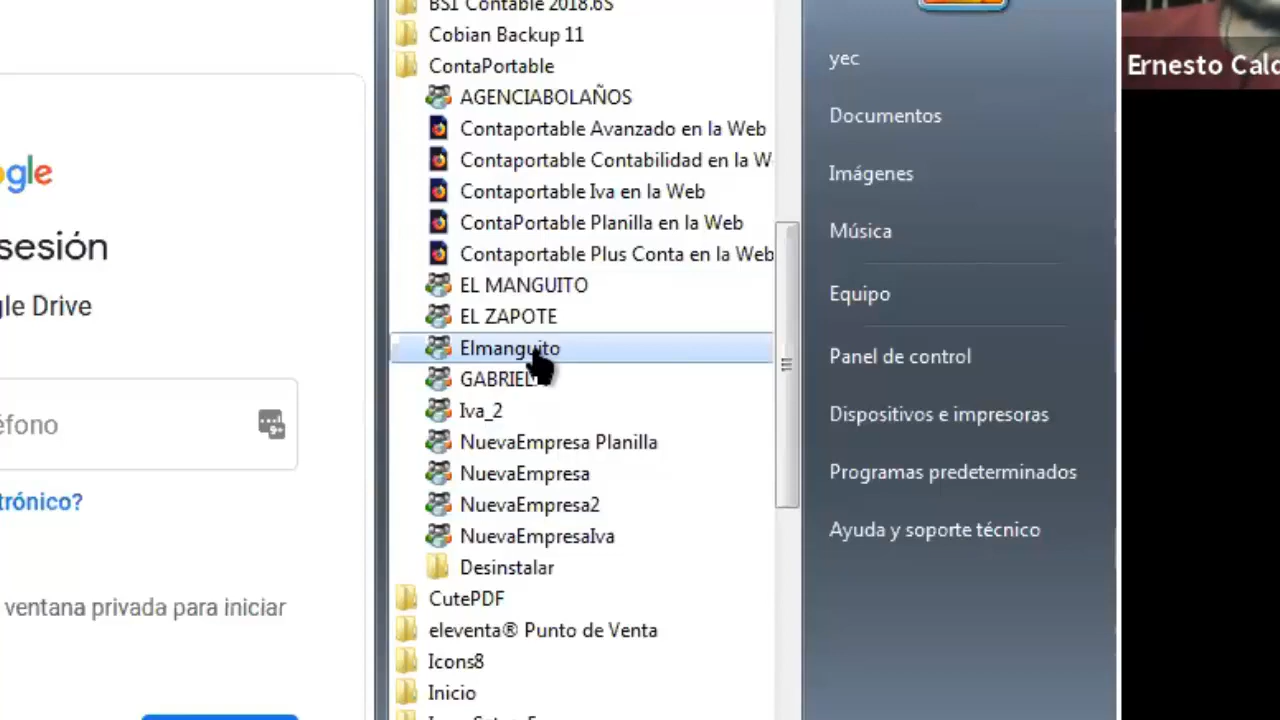 BSI Contable 2018.6S
Cobian Backup 11
ContaPortable
AGENCIABOLAÑOS
Contaportable Avanzado en la Web
Contaportable Contabilidad en la W
Contaportable Iva en la Web
ContaPortable Planilla en la Web
Contaportable Plus Conta en la Web
EL MANGUITO
EL ZAPOTE
Elmanguito
GABRIEL
Iva_2
NuevaEmpresa Planilla
NuevaEmpresa
NuevaEmpresa2
NuevaEmpresaIva
Desinstalar
CutePDF
eleventa® Punto de Venta
Icons8
Inicio
yec
Documentos
Imágenes
Música
Equipo
Panel de control
Dispositivos e impresoras
Programas predeterminados
Ayuda y soporte técnico
ogle
sesión
gle Drive
éfono
trónico?
ventana privada para iniciar
Ernesto Calc